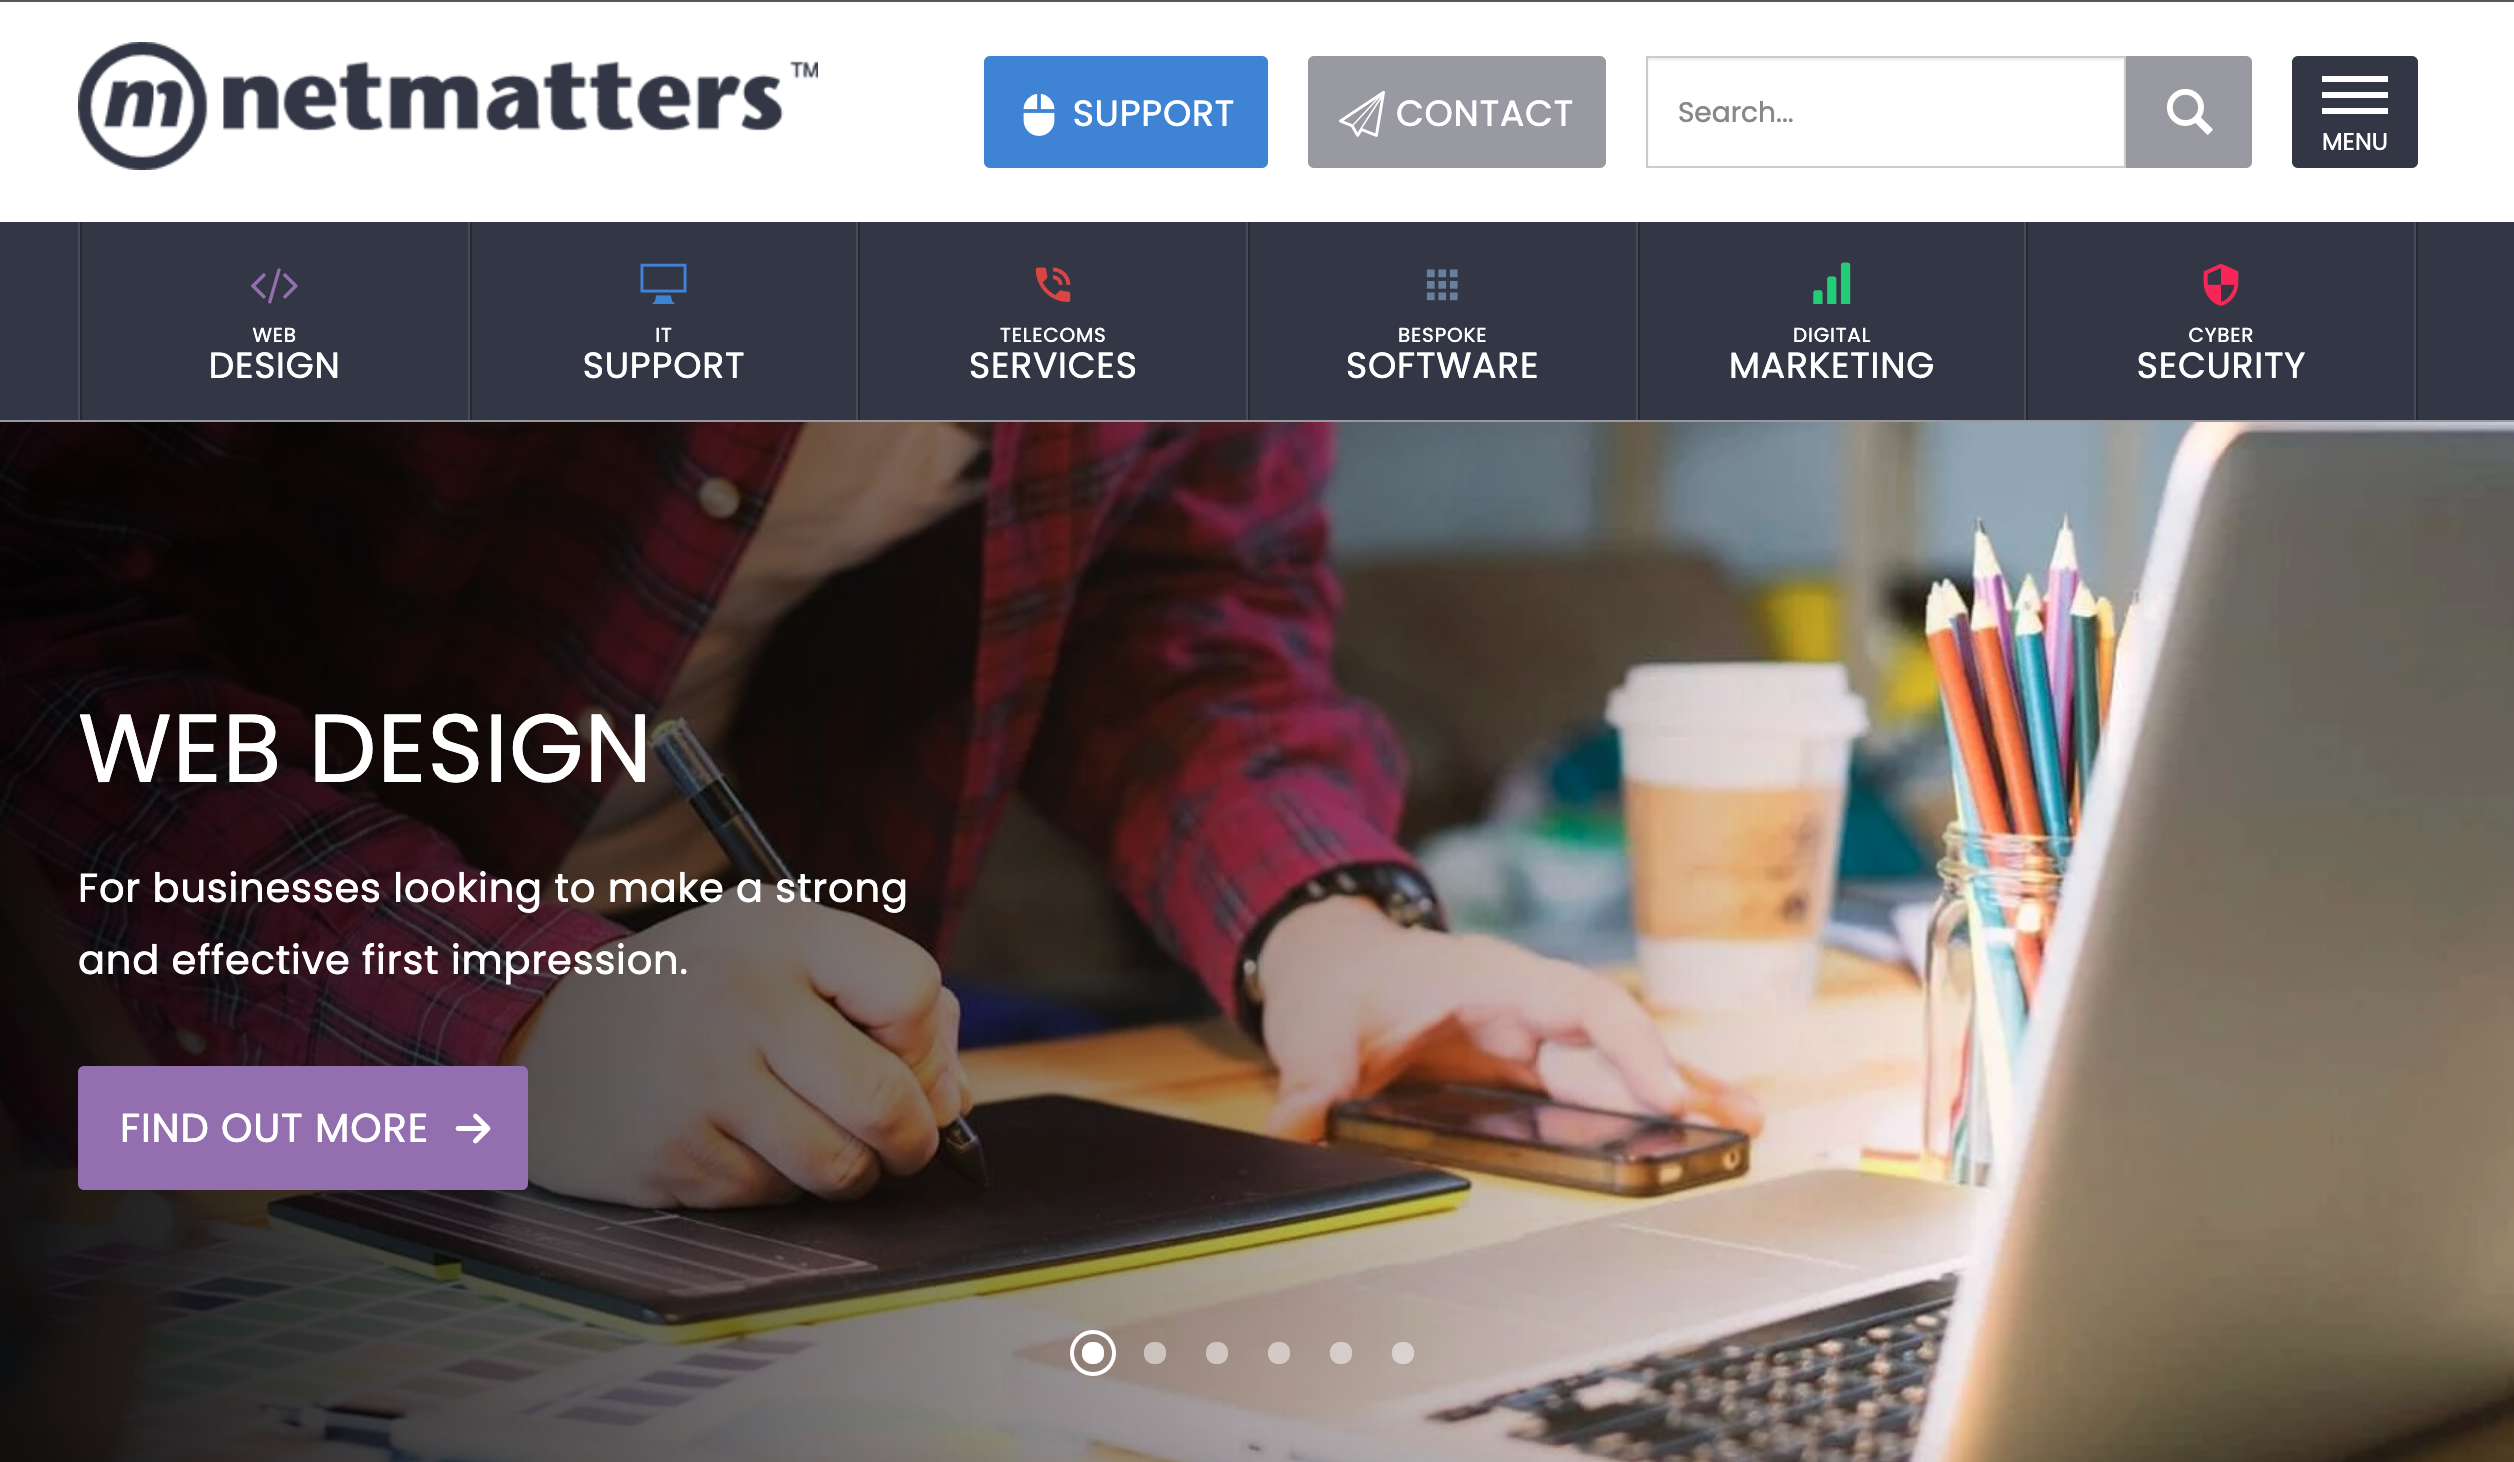 m netmatters™
SUPPORT
CONTACT
Search...
MENU
WEB
DESIGN
IT
SUPPORT
TELECOMS
SERVICES
BESPOKE
SOFTWARE
DIGITAL
MARKETING
CYBER
SECURITY
WEB DESIGN
For businesses looking to make a strong
and effective first impression.
FIND OUT MORE